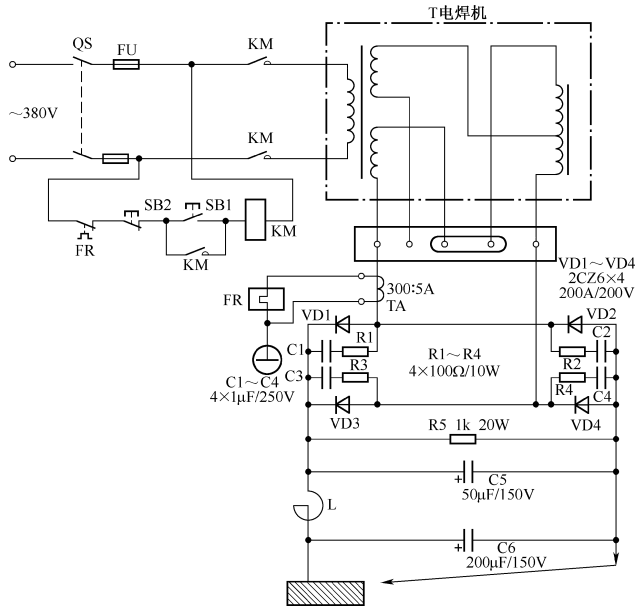 T电焊机
QS
FU
KM
～380V
KM
SB2
SB1
FR
KM
KM
VD1～VD4
2CZ6×4
200A/200V
300∶5A
TA
FR
VD1
VD2
R1
C1
C2
R1～R4
4×100Ω/10W
R2
R3
C3
R4
C4
C1～C4
4×1μF/250V
VD3
VD4
R5 1k 20W
+
C5
50μF/150V
L
+
C6
200μF/150V